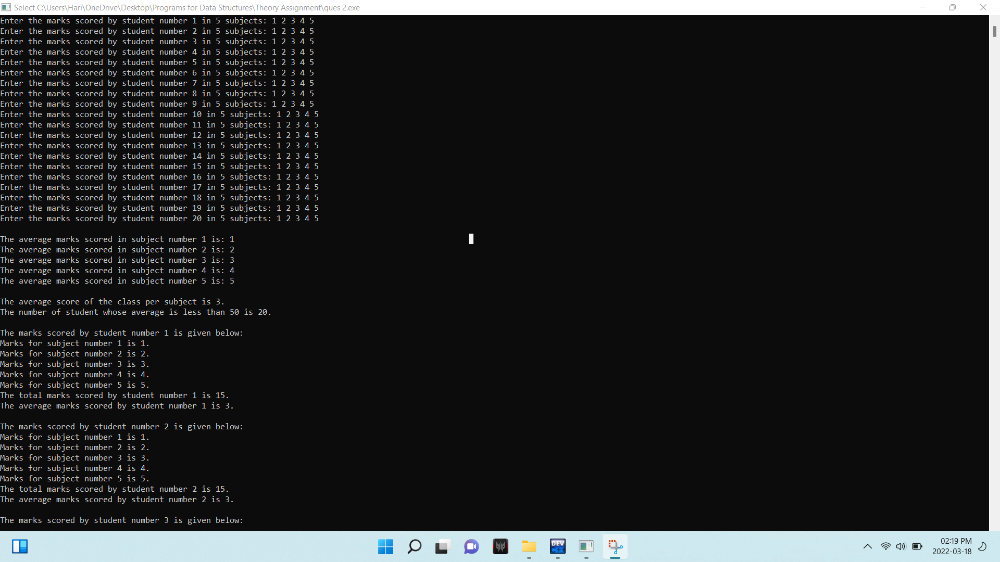 Select C:\Users\Hari\OneDrive\Desktop\Programs for Data Structures\Theory Assignment\ques 2.exe
Enter the marks scored by student number 1 in 5 subjects: 1 2 3 4 5
Enter the marks scored by student number 2 in 5 subjects: 1 2 3 4 5
Enter the marks scored by student number 3 in 5 subjects: 1 2 3 4 5
Enter the marks scored by student number 4 in 5 subjects: 1 2 3 4 5
Enter the marks scored by student number 5 in 5 subjects: 1 2 3 4 5
Enter the marks scored by student number 6 in 5 subjects: 1 2 3 4 5
Enter the marks scored by student number 7 in 5 subjects: 1 2 3 4 5
Enter the marks scored by student number 8 in 5 subjects: 1 2 3 4 5
Enter the marks scored by student number 9 in 5 subjects: 1 2 3 4 5
Enter the marks scored by student number 10 in 5 subjects: 1 2 3 4 5
Enter the marks scored by student number 11 in 5 subjects: 1 2 3 4 5
Enter the marks scored by student number 12 in 5 subjects: 1 2 3 4 5
Enter the marks scored by student number 13 in 5 subjects: 1 2 3 4 5
Enter the marks scored by student number 14 in 5 subjects: 1 2 3 4 5
Enter the marks scored by student number 15 in 5 subjects: 1 2 3 4 5
Enter the marks scored by student number 16 in 5 subjects: 1 2 3 4 5
Enter the marks scored by student number 17 in 5 subjects: 1 2 3 4 5
Enter the marks scored by student number 18 in 5 subjects: 1 2 3 4 5
Enter the marks scored by student number 19 in 5 subjects: 1 2 3 4 5
Enter the marks scored by student number 20 in 5 subjects: 1 2 3 4 5
The average marks scored in subject number 1 is: 1
The average marks scored in subject number 2 is: 2
The average marks scored in subject number 3 is: 3
The average marks scored in subject number 4 is: 4
The average marks scored in subject number 5 is: 5
The average score of the class per subject is 3.
The number of student whose average is less than 50 is 20.
The marks scored by student number 1 is given below:
Marks for subject number 1 is 1.
Marks for subject number 2 is 2.
Marks for subject number 3 is 3.
Marks for subject number 4 is 4.
Marks for subject number 5 is 5.
The total marks scored by student number 1 is 15.
The average marks scored by student number 1 is 3.
The marks scored by student number 2 is given below:
Marks for subject number 1 is 1.
Marks for subject number 2 is 2.
Marks for subject number 3 is 3.
Marks for subject number 4 is 4.
Marks for subject number 5 is 5.
The total marks scored by student number 2 is 15.
The average marks scored by student number 2 is 3.
The marks scored by student number 3 is given below:
DEV
02:19 PM
2022-03-18